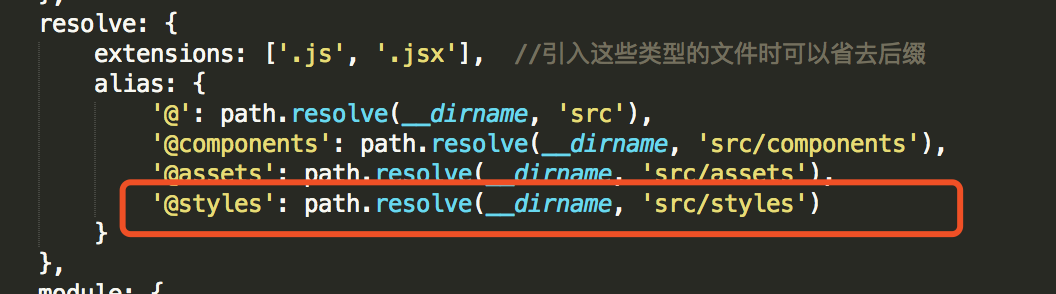 },
resolve: {
extensions: ['.js', '.jsx'], //引入这些类型的文件时可以省去后缀
alias: {
'@': path.resolve(__dirname, 'src'),
'@components': path.resolve(__dirname, 'src/components'),
'@assets': path.resolve(__dirname, 'src/assets'),
'@styles': path.resolve(__dirname, 'src/styles')
}
},
module: {